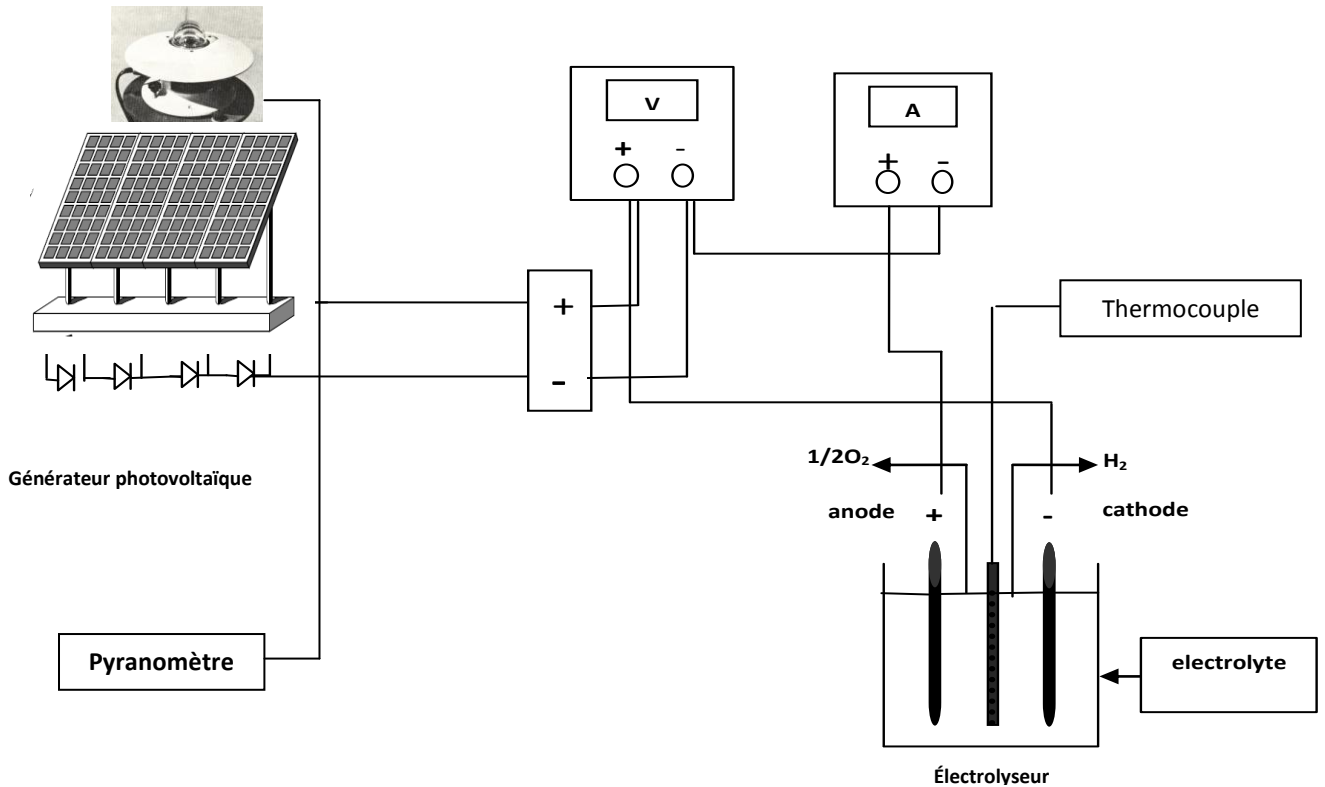 V
A
+ -
+ -
+
-
Thermocouple
Générateur photovoltaïque
1/2O₂
H₂
anode + - cathode
Pyranomètre
electrolyte
Électrolyseur